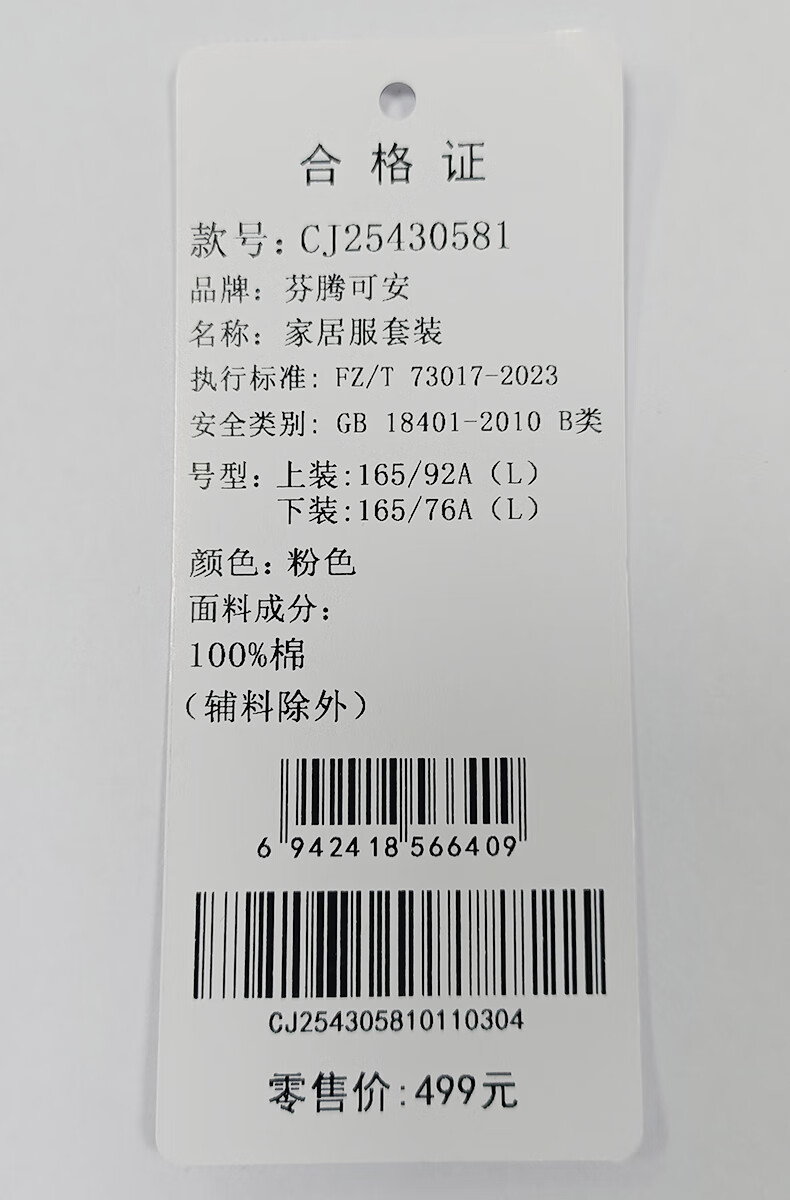 合格证
款号: CJ25430581
品牌: 芬腾可安
名称: 家居服套装
执行标准: FZ/T 73017-2023
安全类别: GB 18401-2010 B类
号型: 上装:165/92A (L)
下装:165/76A (L)
颜色: 粉色
面料成分:
100%棉
(辅料除外)
6 942418 566409
CJ254305810110304
零售价:499元